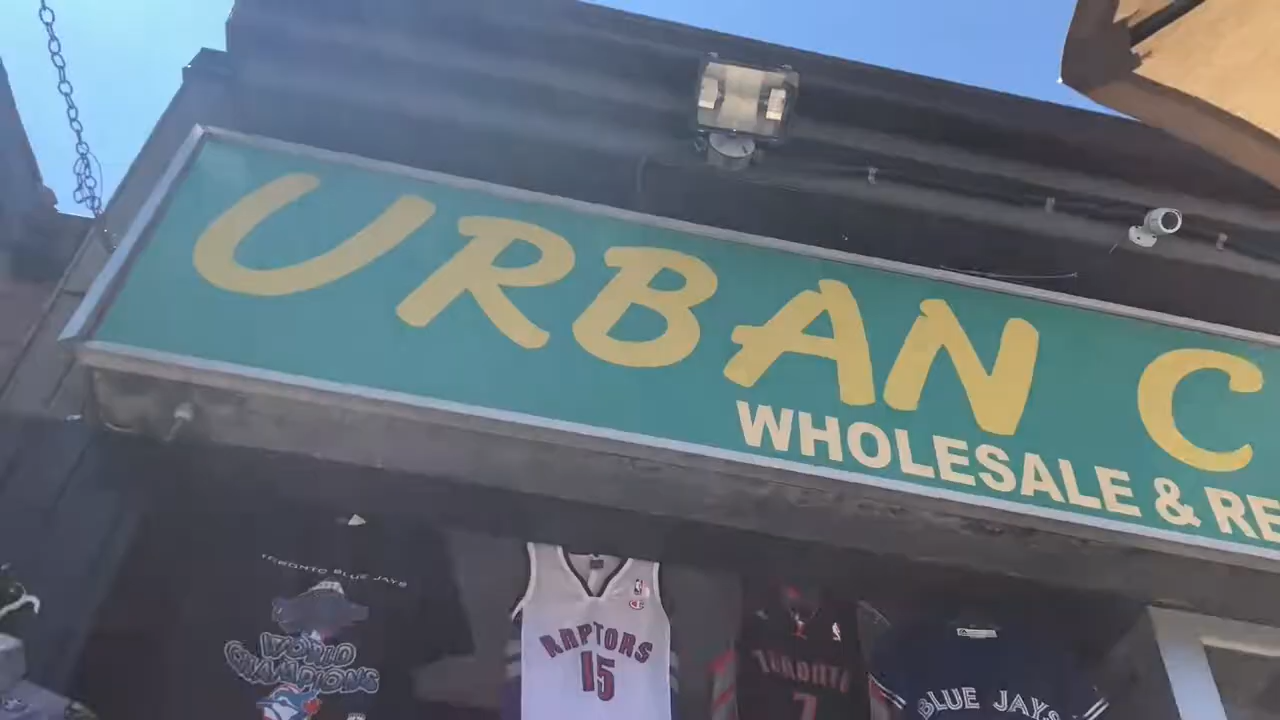 URBAN C
WHOLESALE & RE
TORONTO BLUE JAYS
WORLD
CHAMPIONS
RAPTORS
15
TORONTO
7
BLUE JAYS